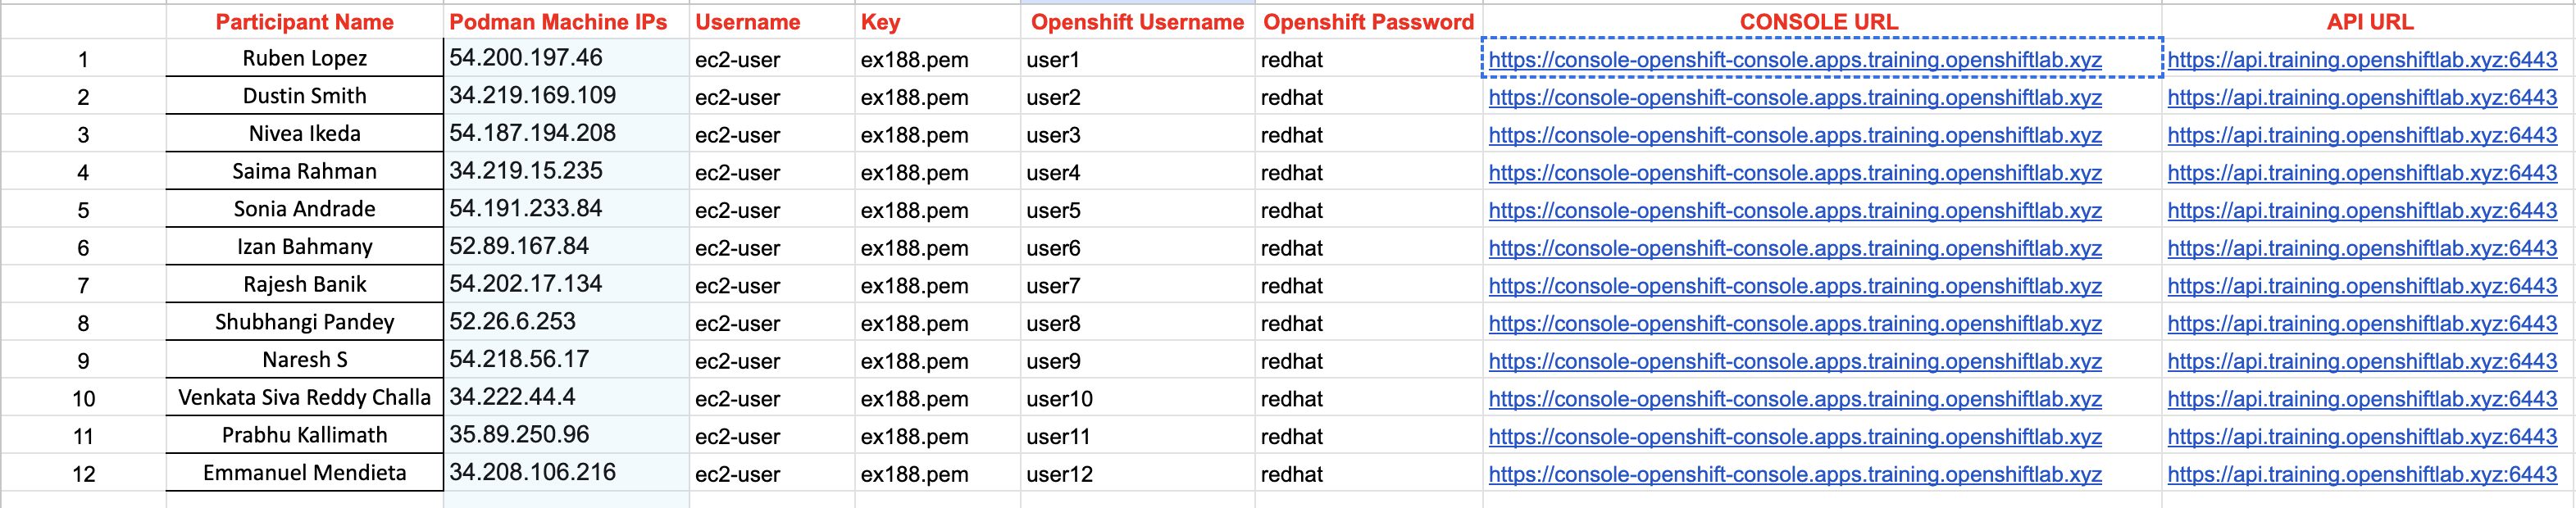 Participant Name Podman Machine IPs Username Key Openshift Username Openshift Password CONSOLE URL API URL
1 Ruben Lopez 54.200.197.46 ec2-user ex188.pem user1 redhat https://console-openshift-console.apps.training.openshiftlab.xyz https://api.training.openshiftlab.xyz:6443
2 Dustin Smith 34.219.169.109 ec2-user ex188.pem user2 redhat https://console-openshift-console.apps.training.openshiftlab.xyz https://api.training.openshiftlab.xyz:6443
3 Nivea Ikeda 54.187.194.208 ec2-user ex188.pem user3 redhat https://console-openshift-console.apps.training.openshiftlab.xyz https://api.training.openshiftlab.xyz:6443
4 Saima Rahman 34.219.15.235 ec2-user ex188.pem user4 redhat https://console-openshift-console.apps.training.openshiftlab.xyz https://api.training.openshiftlab.xyz:6443
5 Sonia Andrade 54.191.233.84 ec2-user ex188.pem user5 redhat https://console-openshift-console.apps.training.openshiftlab.xyz https://api.training.openshiftlab.xyz:6443
6 Izan Bahmany 52.89.167.84 ec2-user ex188.pem user6 redhat https://console-openshift-console.apps.training.openshiftlab.xyz https://api.training.openshiftlab.xyz:6443
7 Rajesh Banik 54.202.17.134 ec2-user ex188.pem user7 redhat https://console-openshift-console.apps.training.openshiftlab.xyz https://api.training.openshiftlab.xyz:6443
8 Shubhangi Pandey 52.26.6.253 ec2-user ex188.pem user8 redhat https://console-openshift-console.apps.training.openshiftlab.xyz https://api.training.openshiftlab.xyz:6443
9 Naresh S 54.218.56.17 ec2-user ex188.pem user9 redhat https://console-openshift-console.apps.training.openshiftlab.xyz https://api.training.openshiftlab.xyz:6443
10 Venkata Siva Reddy Challa 34.222.44.4 ec2-user ex188.pem user10 redhat https://console-openshift-console.apps.training.openshiftlab.xyz https://api.training.openshiftlab.xyz:6443
11 Prabhu Kallimath 35.89.250.96 ec2-user ex188.pem user11 redhat https://console-openshift-console.apps.training.openshiftlab.xyz https://api.training.openshiftlab.xyz:6443
12 Emmanuel Mendieta 34.208.106.216 ec2-user ex188.pem user12 redhat https://console-openshift-console.apps.training.openshiftlab.xyz https://api.training.openshiftlab.xyz:6443